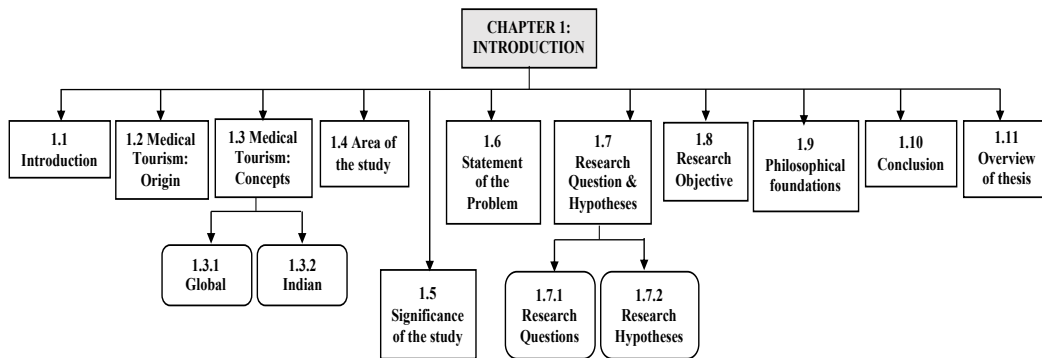 CHAPTER 1:
INTRODUCTION
1.1
Introduction
1.2 Medical
Tourism:
Origin
1.3 Medical
Tourism:
Concepts
1.4 Area of
the study
1.6
Statement
of the
Problem
1.7
Research
Question &
Hypotheses
1.8
Research
Objective
1.9
Philosophical
foundations
1.10
Conclusion
1.11
Overview
of thesis
1.3.1
Global
1.3.2
Indian
1.5
Significance
of the study
1.7.1
Research
Questions
1.7.2
Research
Hypotheses